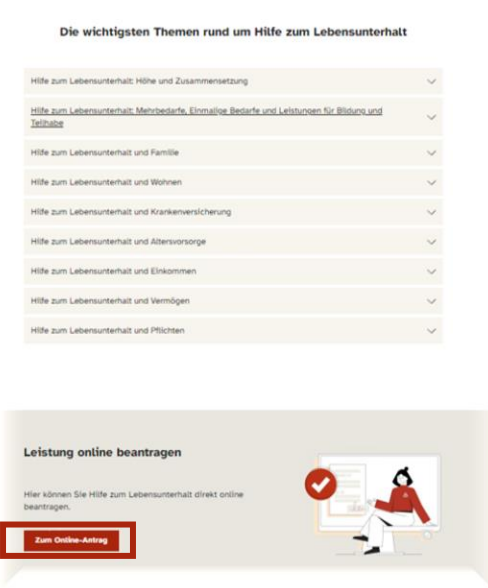 Die wichtigsten Themen rund um Hilfe zum Lebensunterhalt
Hilfe zum Lebensunterhalt: Höhe und Zusammensetzung
Hilfe zum Lebensunterhalt: Mehrbedarfe, Einmalige Bedarfe und Leistungen für Bildung und
Teilhabe
Hilfe zum Lebensunterhalt und Familie
Hilfe zum Lebensunterhalt und Wohnen
Hilfe zum Lebensunterhalt und Krankenversicherung
Hilfe zum Lebensunterhalt und Altersvorsorge
Hilfe zum Lebensunterhalt und Einkommen
Hilfe zum Lebensunterhalt und Vermögen
Hilfe zum Lebensunterhalt und Pflichten
Leistung online beantragen
Hier können Sie Hilfe zum Lebensunterhalt direkt online
beantragen.
Zum Online-Antrag